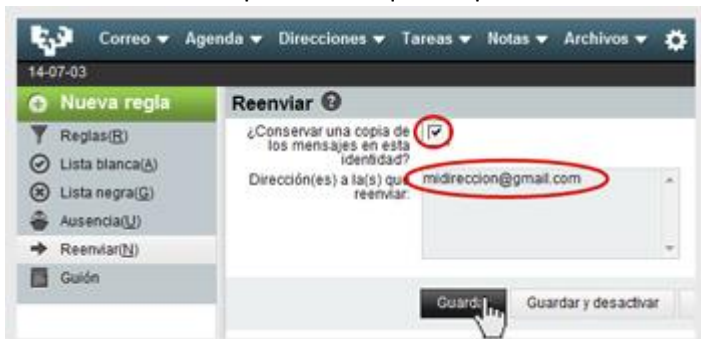 Correo Agenda Direcciones Tareas Notas Archivos
14-07-03
Nueva regla
Reenviar
Reglas(R)
Lista blanca(A)
Lista negra(G)
Ausencia(U)
Reenviar(N)
Guión
¿Conservar una copia de
los mensajes en esta
identidad?
Dirección(es) a la(s) que
reenviar:
midireccion@gmail.com
Guardar y desactivar